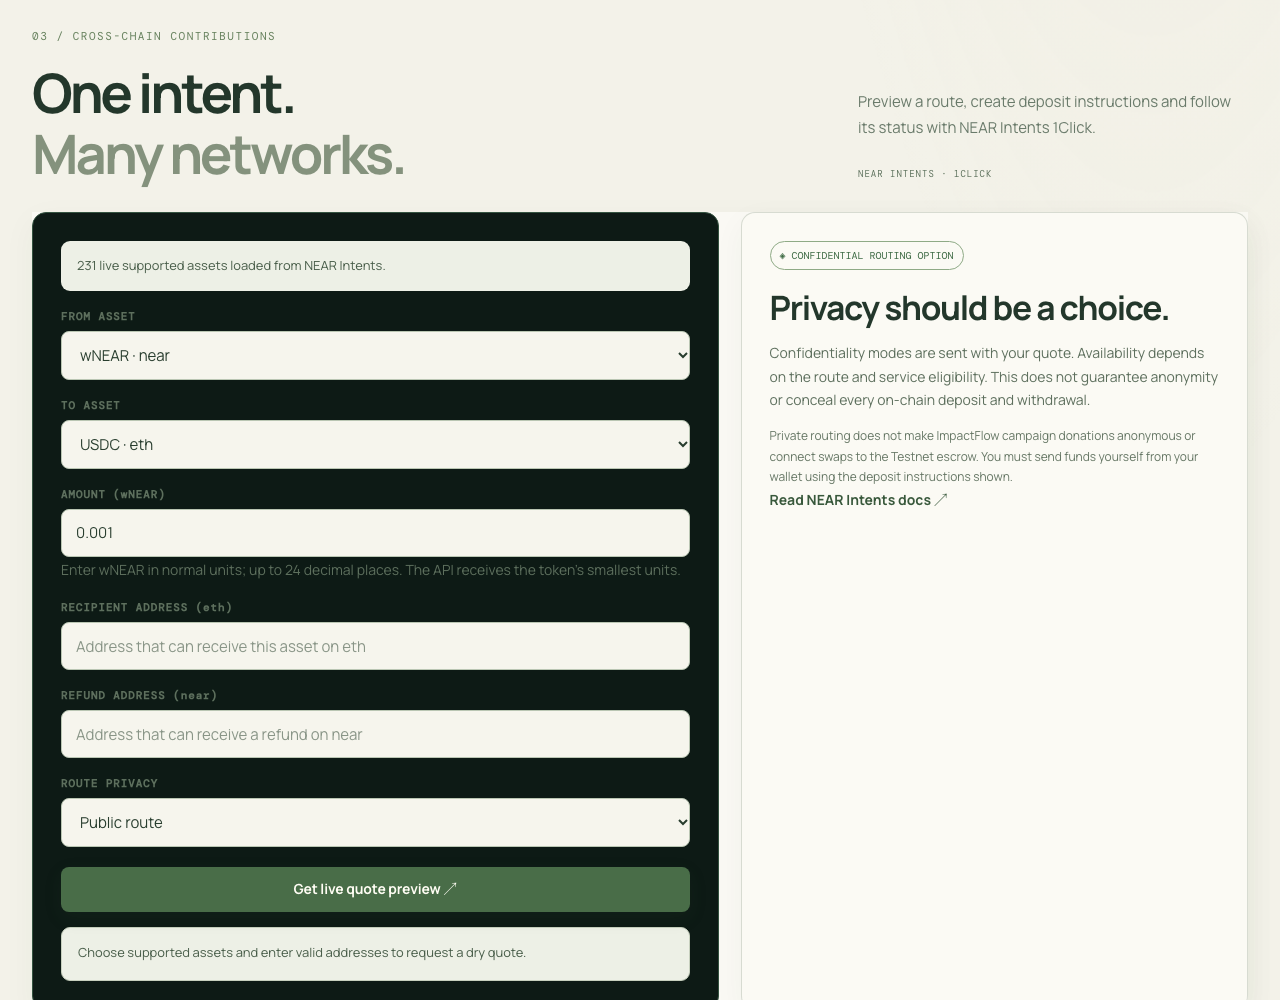 03 / CROSS-CHAIN CONTRIBUTIONS
One intent.
Many networks.
Preview a route, create deposit instructions and follow
its status with NEAR Intents 1Click.
NEAR INTENTS · 1CLICK
231 live supported assets loaded from NEAR Intents.
FROM ASSET
wNEAR · near
TO ASSET
USDC · eth
AMOUNT (wNEAR)
0.001
Enter wNEAR in normal units; up to 24 decimal places. The API receives the token's smallest units.
RECIPIENT ADDRESS (eth)
Address that can receive this asset on eth
REFUND ADDRESS (near)
Address that can receive a refund on near
ROUTE PRIVACY
Public route
Get live quote preview ↗
Choose supported assets and enter valid addresses to request a dry quote.
◈ CONFIDENTIAL ROUTING OPTION
Privacy should be a choice.
Confidentiality modes are sent with your quote. Availability depends
on the route and service eligibility. This does not guarantee anonymity
or conceal every on-chain deposit and withdrawal.
Private routing does not make ImpactFlow campaign donations anonymous or
connect swaps to the Testnet escrow. You must send funds yourself from your
wallet using the deposit instructions shown.
Read NEAR Intents docs ↗